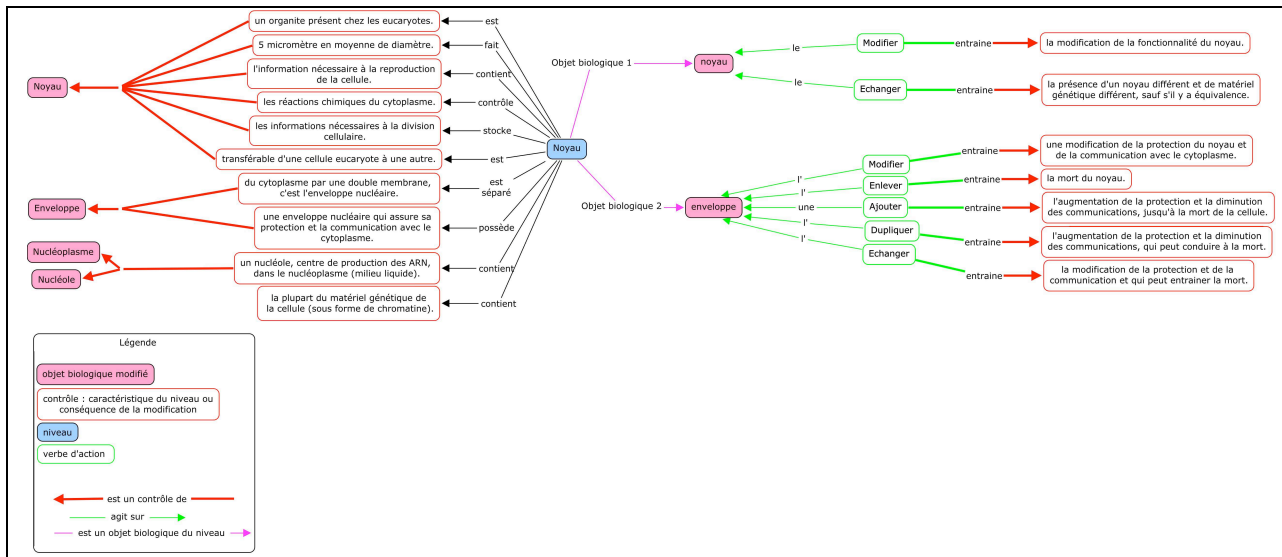 un organite présent chez les eucaryotes.
est
5 micromètre en moyenne de diamètre.
fait
l'information nécessaire à la reproduction
de la cellule.
contient
Noyau
les réactions chimiques du cytoplasme.
contrôle
les informations nécessaires à la division
cellulaire.
stocke
transférable d'une cellule eucaryote à une autre.
est
du cytoplasme par une double membrane,
c'est l'enveloppe nucléaire.
est
séparé
Enveloppe
une enveloppe nucléaire qui assure sa
protection et la communication avec le
cytoplasme.
possède
Nucléoplasme
Nucléole
un nucléole, centre de production des ARN,
dans le nucléoplasme (milieu liquide).
contient
la plupart du matériel génétique de
la cellule (sous forme de chromatine).
contient
Noyau
Objet biologique 1
noyau
le
Modifier
entraine
la modification de la fonctionnalité du noyau.
le
Echanger
entraine
la présence d'un noyau différent et de matériel
génétique différent, sauf s'il y a équivalence.
Objet biologique 2
enveloppe
l'
Modifier
entraine
une modification de la protection du noyau et
de la communication avec le cytoplasme.
l'
Enlever
entraine
la mort du noyau.
une
Ajouter
entraine
l'augmentation de la protection et la diminution
des communications, jusqu'à la mort de la cellule.
l'
Dupliquer
entraine
l'augmentation de la protection et la diminution
des communications, qui peut conduire à la mort.
l'
Echanger
entraine
la modification de la protection et de la
communication et qui peut entrainer la mort.
Légende
objet biologique modifié
contrôle : caractéristique du niveau ou
conséquence de la modification
niveau
verbe d'action
est un contrôle de
agit sur
est un objet biologique du niveau